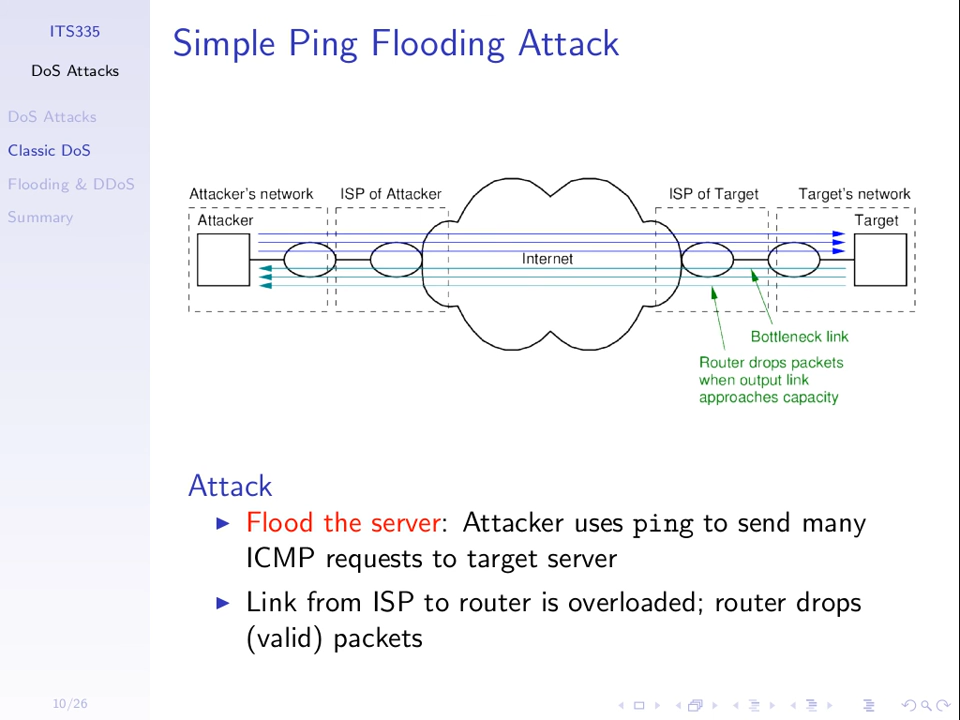 ITS335
DoS Attacks
DoS Attacks
Classic DoS
Flooding & DDoS
Summary
Simple Ping Flooding Attack
Attacker's network
ISP of Attacker
ISP of Target
Target's network
Attacker
Target
Internet
Bottleneck link
Router drops packets
when output link
approaches capacity
Attack
Flood the server: Attacker uses ping to send many
ICMP requests to target server
Link from ISP to router is overloaded; router drops
(valid) packets
10/26